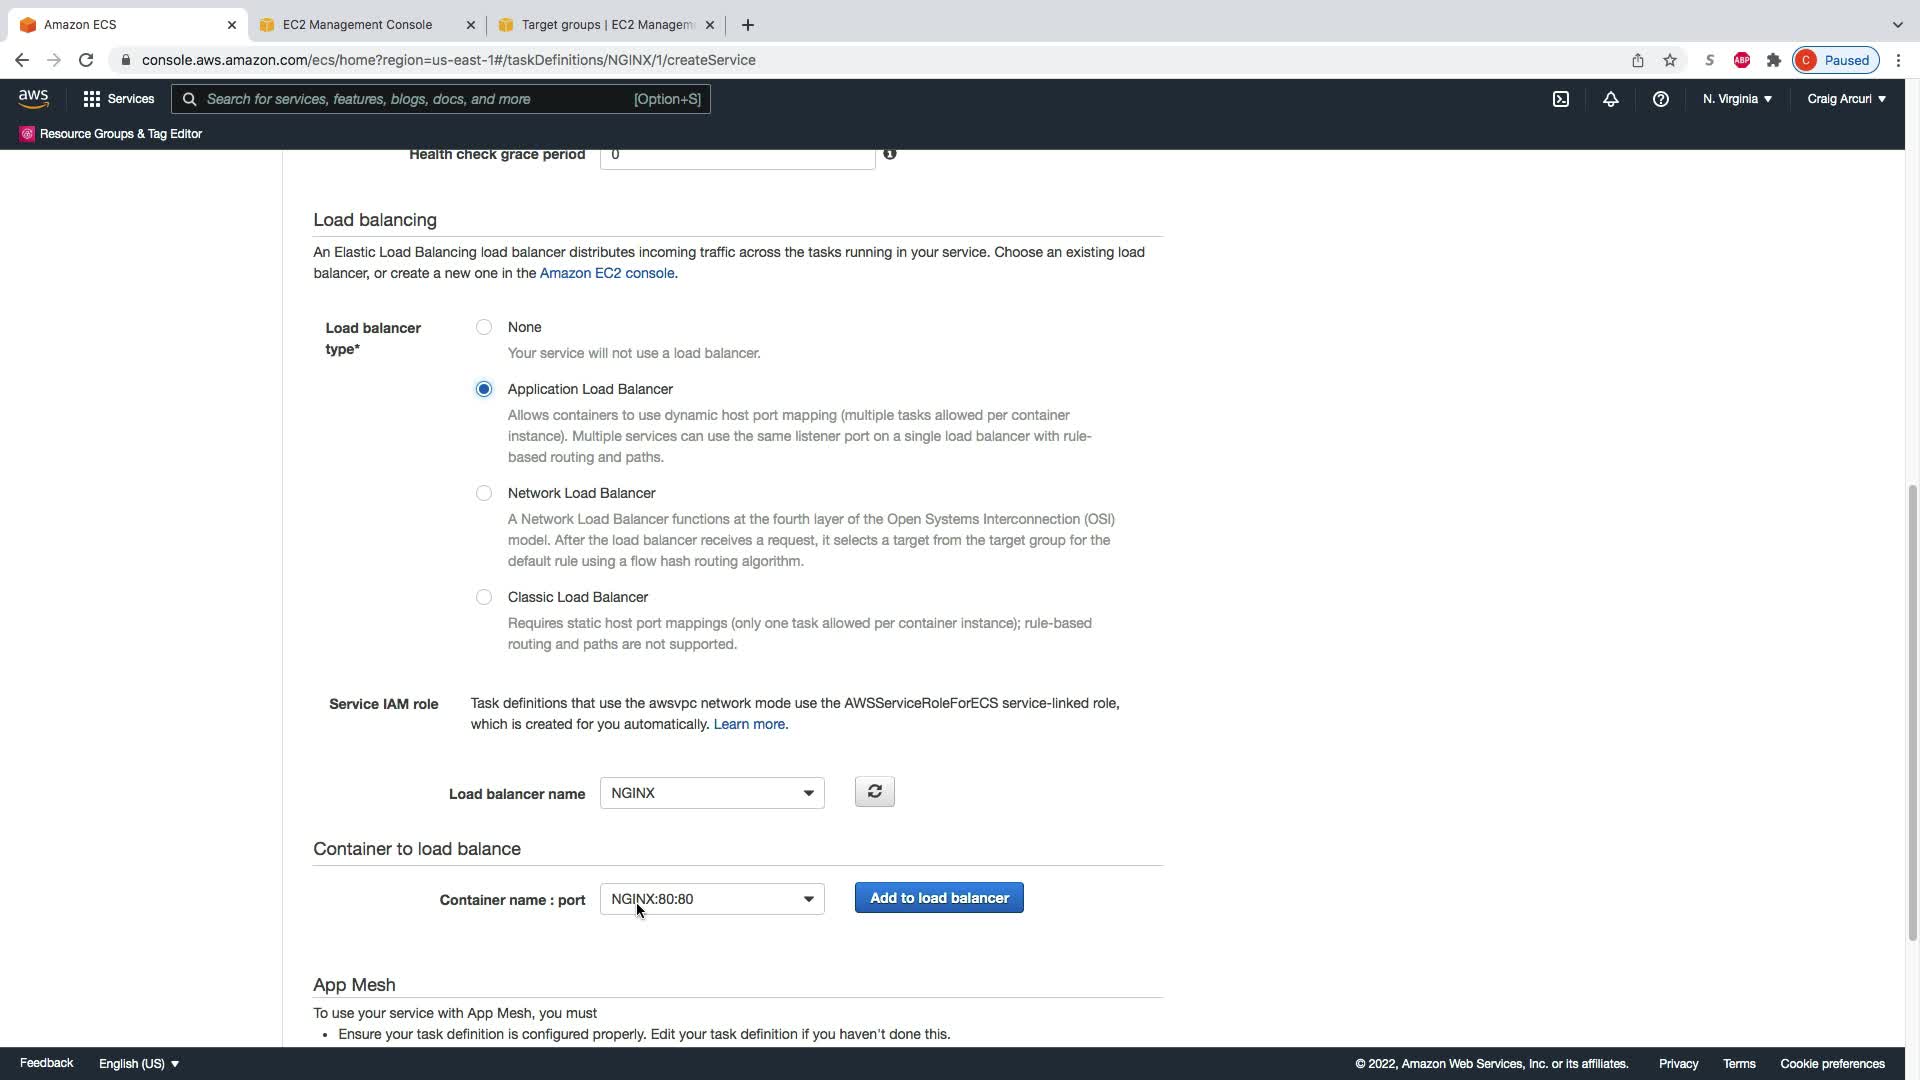 Amazon ECS
EC2 Management Console
Target groups | EC2 Managem
console.aws.amazon.com/ecs/home?region=us-east-1#/taskDefinitions/NGINX/1/createService
S
ABP
C
Paused
aws
Services
Search for services, features, blogs, docs, and more
[Option+S]
N. Virginia
Craig Arcuri
Resource Groups & Tag Editor
Health check grace period
0
Load balancing
An Elastic Load Balancing load balancer distributes incoming traffic across the tasks running in your service. Choose an existing load
balancer, or create a new one in the Amazon EC2 console.
Load balancer
type*
None
Your service will not use a load balancer.
Application Load Balancer
Allows containers to use dynamic host port mapping (multiple tasks allowed per container
instance). Multiple services can use the same listener port on a single load balancer with rule-
based routing and paths.
Network Load Balancer
A Network Load Balancer functions at the fourth layer of the Open Systems Interconnection (OSI)
model. After the load balancer receives a request, it selects a target from the target group for the
default rule using a flow hash routing algorithm.
Classic Load Balancer
Requires static host port mappings (only one task allowed per container instance); rule-based
routing and paths are not supported.
Service IAM role
Task definitions that use the awsvpc network mode use the AWSServiceRoleForECS service-linked role,
which is created for you automatically. Learn more.
Load balancer name
NGINX
Container to load balance
Container name : port
NGINX:80:80
Add to load balancer
App Mesh
To use your service with App Mesh, you must
• Ensure your task definition is configured properly. Edit your task definition if you haven't done this.
Feedback
English (US)
© 2022, Amazon Web Services, Inc. or its affiliates.
Privacy
Terms
Cookie preferences